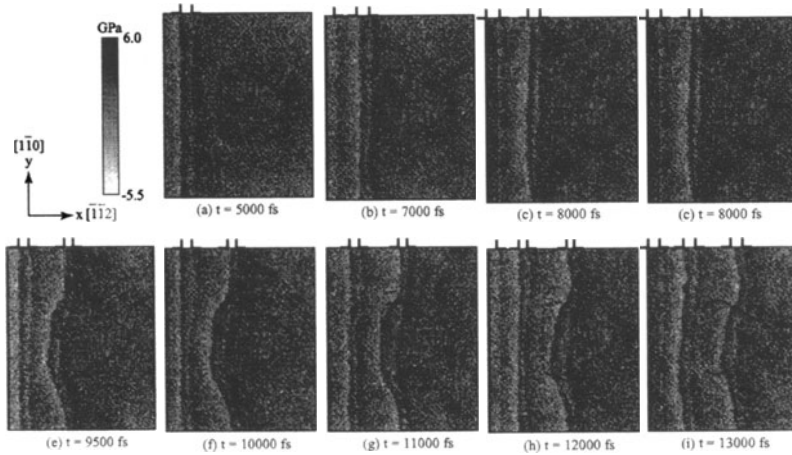 GPa
6.0
-5.5
[11̅0]
y
x [1̅1̅2]
(a) t = 5000 fs
(b) t = 7000 fs
(c) t = 8000 fs
(c) t = 8000 fs
(e) t = 9500 fs
(f) t = 10000 fs
(g) t = 11000 fs
(h) t = 12000 fs
(i) t = 13000 fs